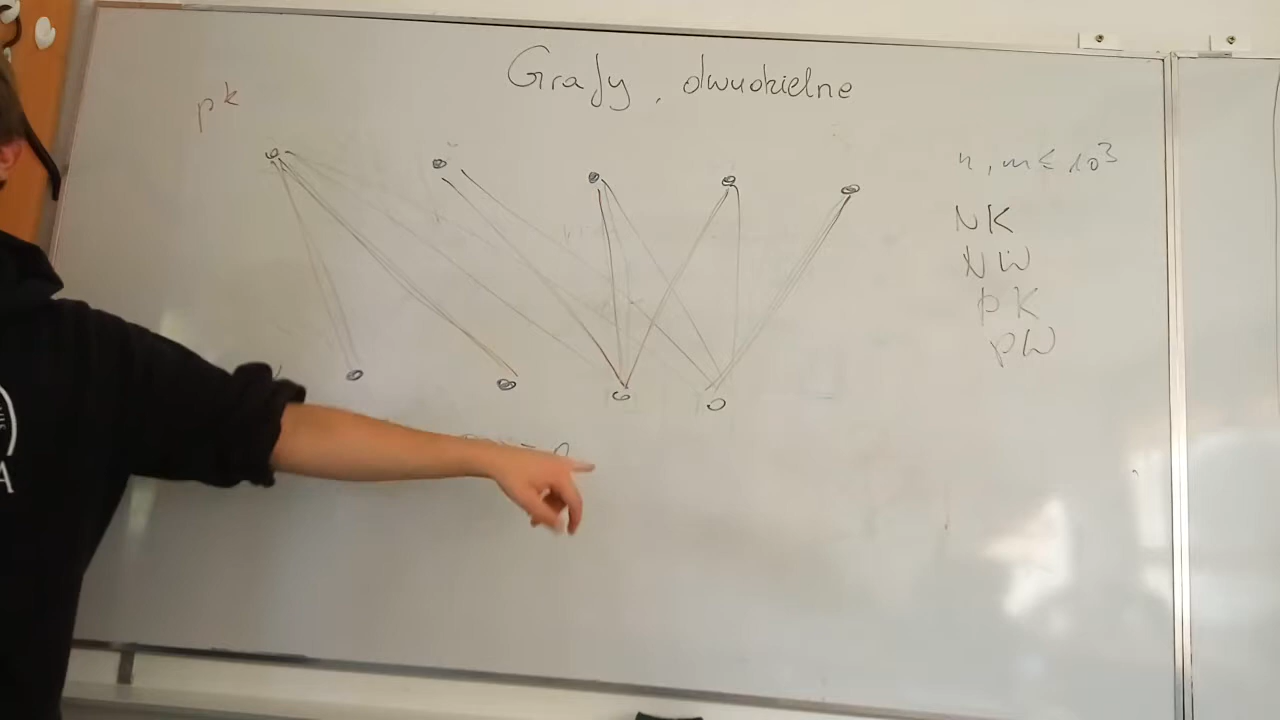 Grafy dwudzielne
pk
n, m ≤ 10³
NK
NW
pK
pW